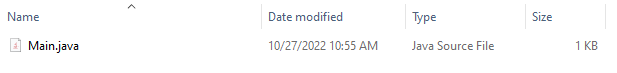 Name Date modified Type Size
Main.java 10/27/2022 10:55 AM Java Source File 1 KB